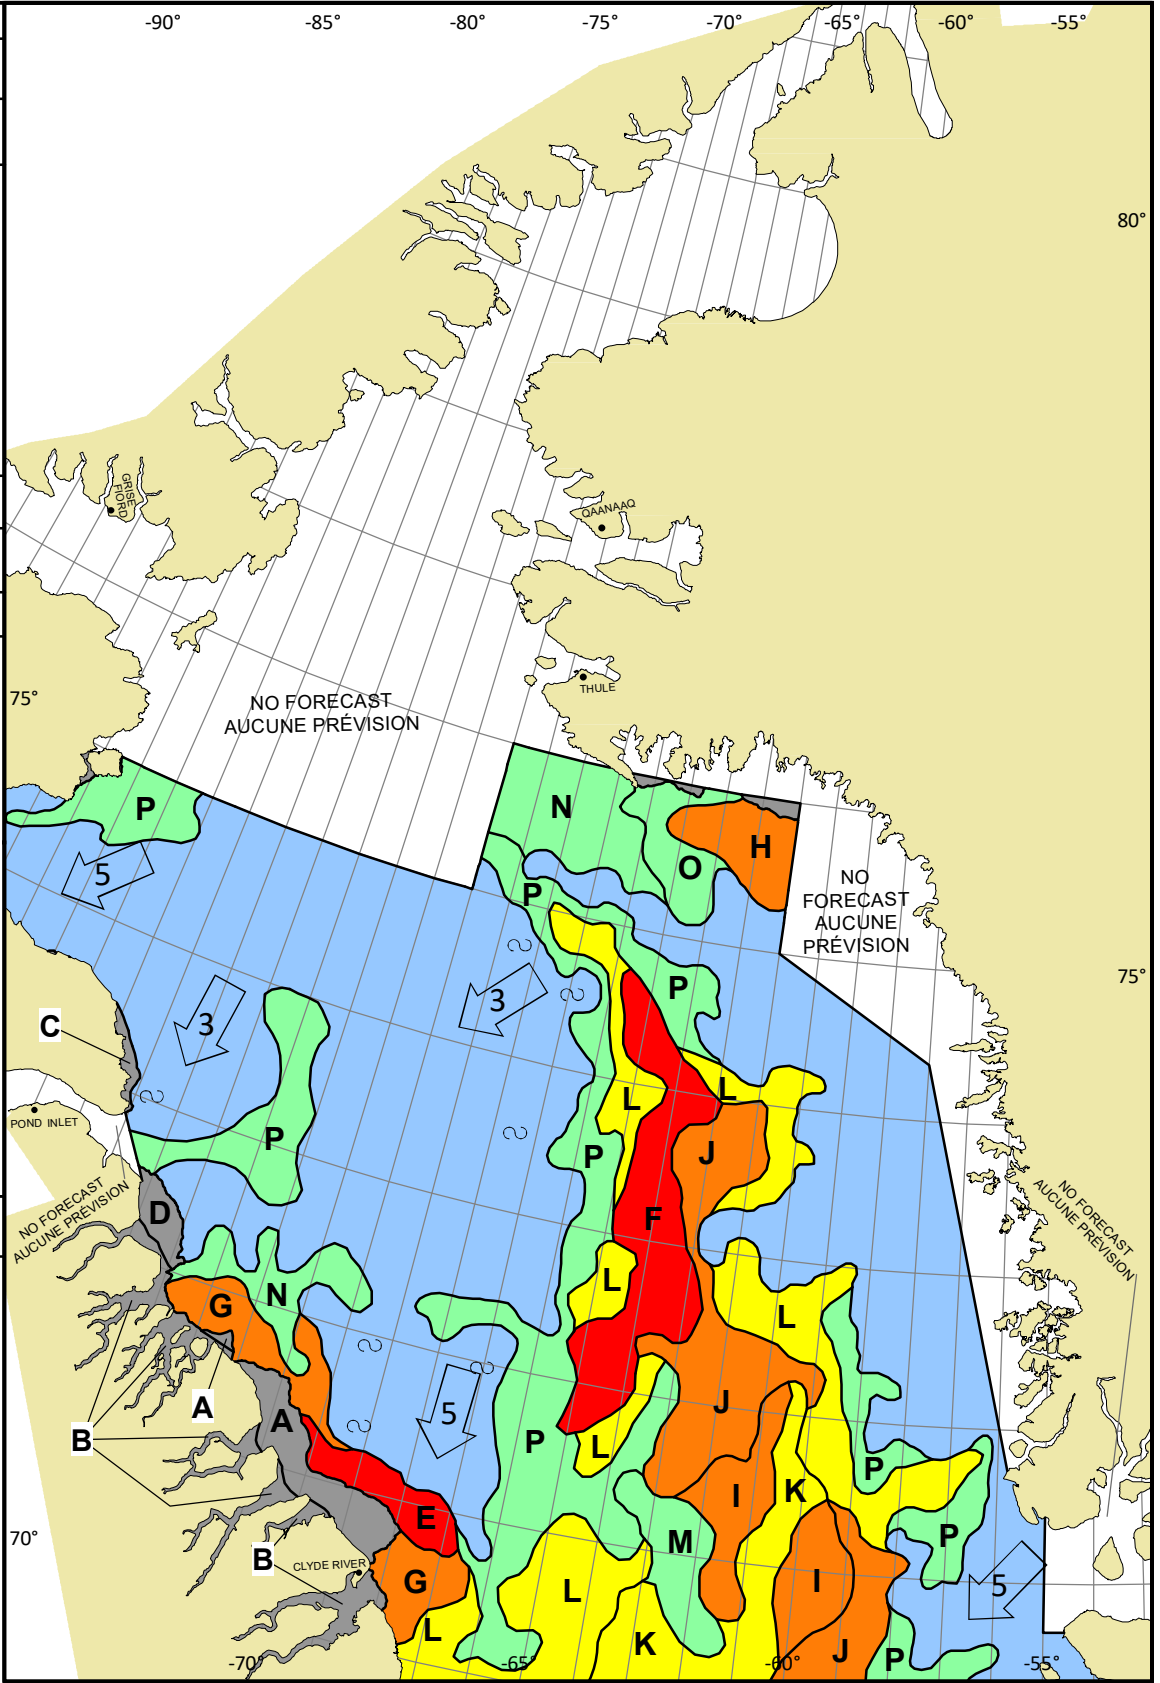 -90°
-85°
-80°
-75°
-70°
-65°
-60°
-55°
80°
GRISE
FIORD
QAANAAQ
75°
THULE
NO FORECAST
AUCUNE PRÉVISION
N
P
H
O
5
P
NO
FORECAST
AUCUNE
PRÉVISION
75°
P
3
3
C
L
L
POND INLET
P
P
J
NO FORECAST
AUCUNE PRÉVISION
NO FORECAST
AUCUNE PRÉVISION
D
F
L
N
G
L
A
J
5
A
B
P
L
P
K
I
E
70°
P
M
B
CLYDE RIVER
G
L
I
5
L
K
J
P
-70°
-65°
-60°
-55°